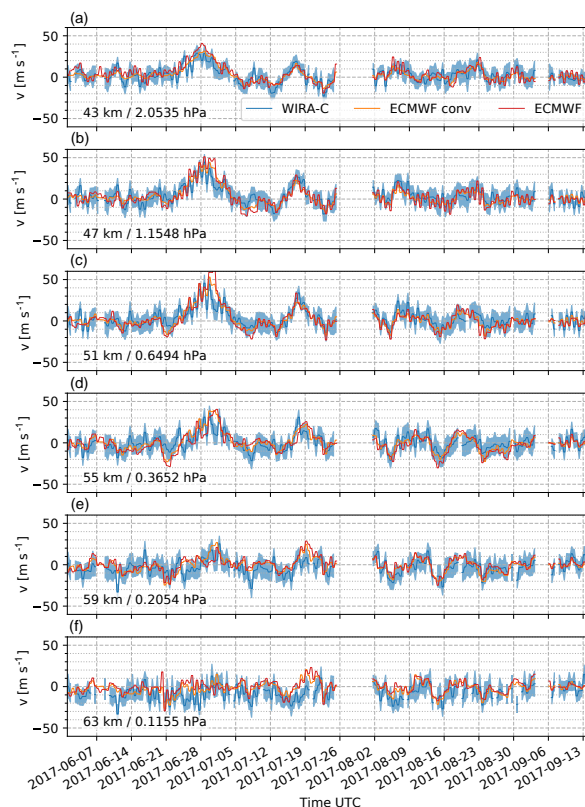 (a)
50
0
−50
v [m s⁻¹]
43 km / 2.0535 hPa
WIRA-C
ECMWF conv
ECMWF
(b)
50
0
−50
v [m s⁻¹]
47 km / 1.1548 hPa
(c)
50
0
−50
v [m s⁻¹]
51 km / 0.6494 hPa
(d)
50
0
−50
v [m s⁻¹]
55 km / 0.3652 hPa
(e)
50
0
−50
v [m s⁻¹]
59 km / 0.2054 hPa
(f)
50
0
−50
v [m s⁻¹]
63 km / 0.1155 hPa
2017-06-07
2017-06-14
2017-06-21
2017-06-28
2017-07-05
2017-07-12
2017-07-19
2017-07-26
2017-08-02
2017-08-09
2017-08-16
2017-08-23
2017-08-30
2017-09-06
2017-09-13
Time UTC